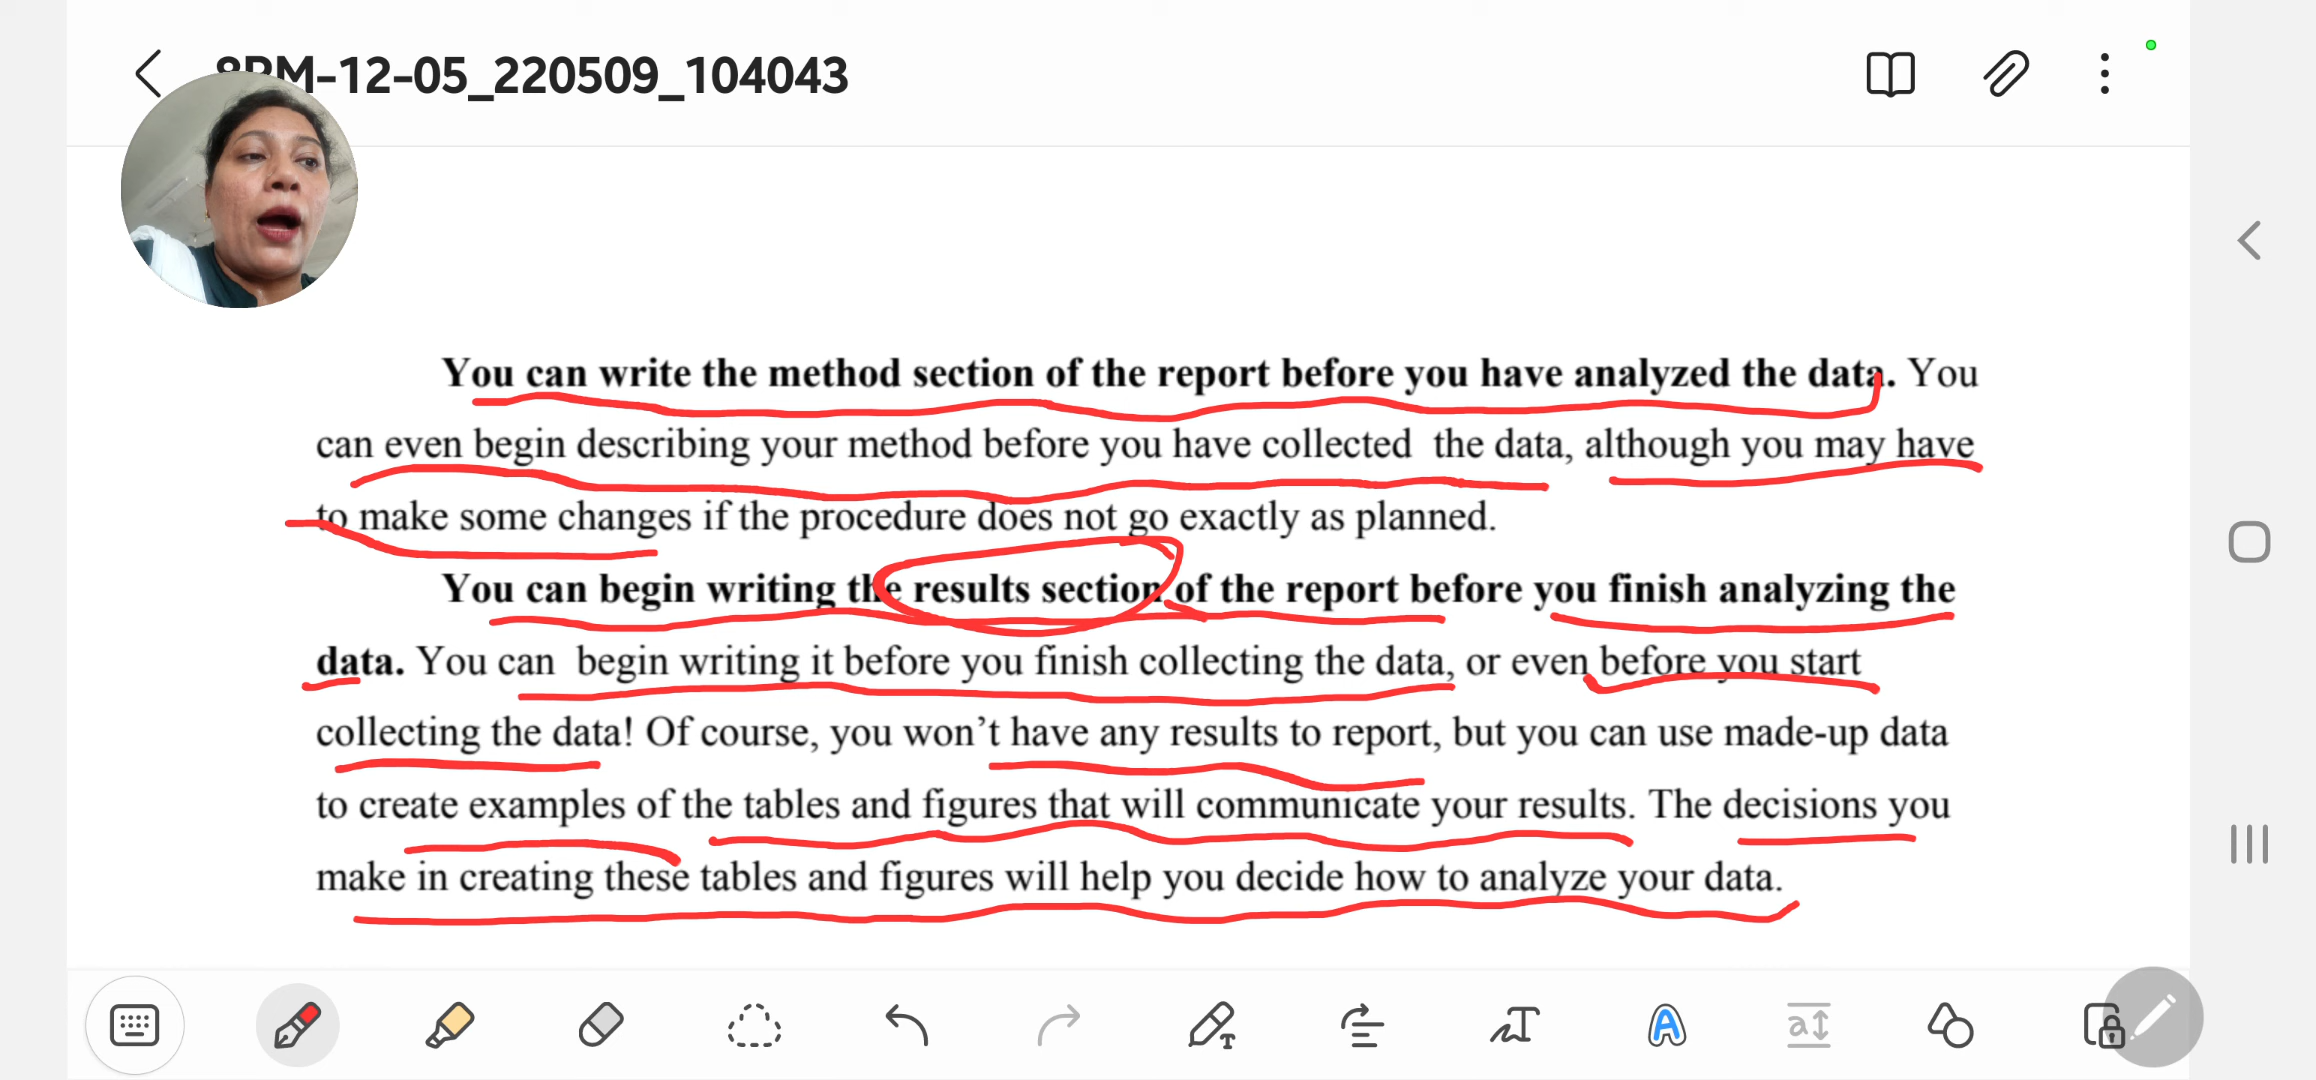 PM-12-05_220509_104043
You can write the method section of the report before you have analyzed the data. You
can even begin describing your method before you have collected the data, although you may have
to make some changes if the procedure does not go exactly as planned.
You can begin writing the results section of the report before you finish analyzing the
data. You can begin writing it before you finish collecting the data, or even before you start
collecting the data! Of course, you won't have any results to report, but you can use made-up data
to create examples of the tables and figures that will communicate your results. The decisions you
make in creating these tables and figures will help you decide how to analyze your data.